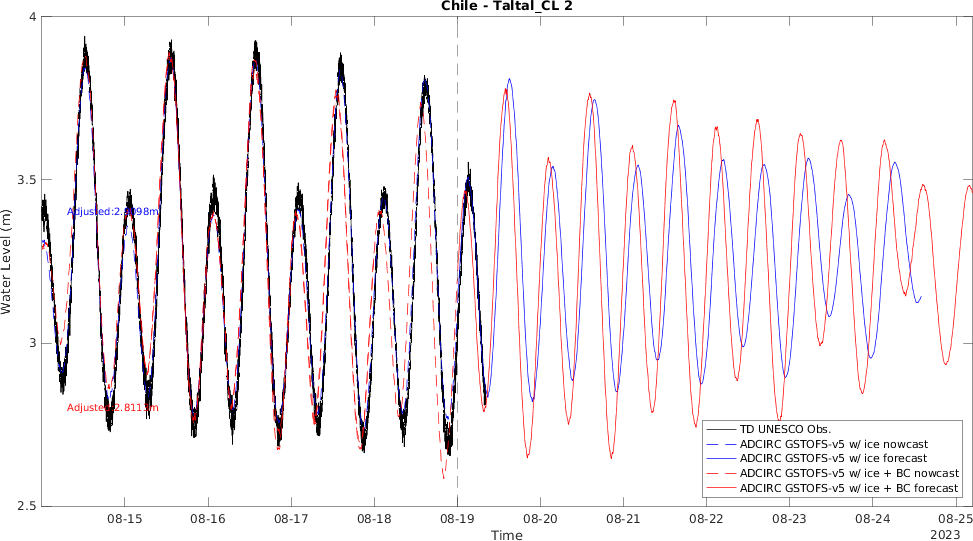 Chile - Taltal_CL 2
4
3.5
3
2.5
Water Level (m)
Adjusted:2.
098m
Adjusted:2.8113m
TD UNESCO Obs.
ADCIRC GSTOFS-v5 w/ ice nowcast
ADCIRC GSTOFS-v5 w/ ice forecast
ADCIRC GSTOFS-v5 w/ ice + BC nowcast
ADCIRC GSTOFS-v5 w/ ice + BC forecast
08-15 08-16 08-17 08-18 08-19 08-20 08-21 08-22 08-23 08-24 08-25
Time
2023